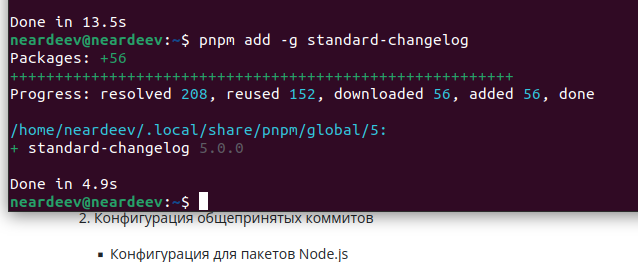 Done in 13.5s
neardeev@neardeev:~$ pnpm add -g standard-changelog
Packages: +56
++++++++++++++++++++++++++++++++++++++++++++++++++++++++
Progress: resolved 208, reused 152, downloaded 56, added 56, done
/home/neardeev/.local/share/pnpm/global/5:
+ standard-changelog 5.0.0
Done in 4.9s
neardeev@neardeev:~$
2. Конфигурация общепринятых коммитов
▪ Конфигурация для пакетов Node.js